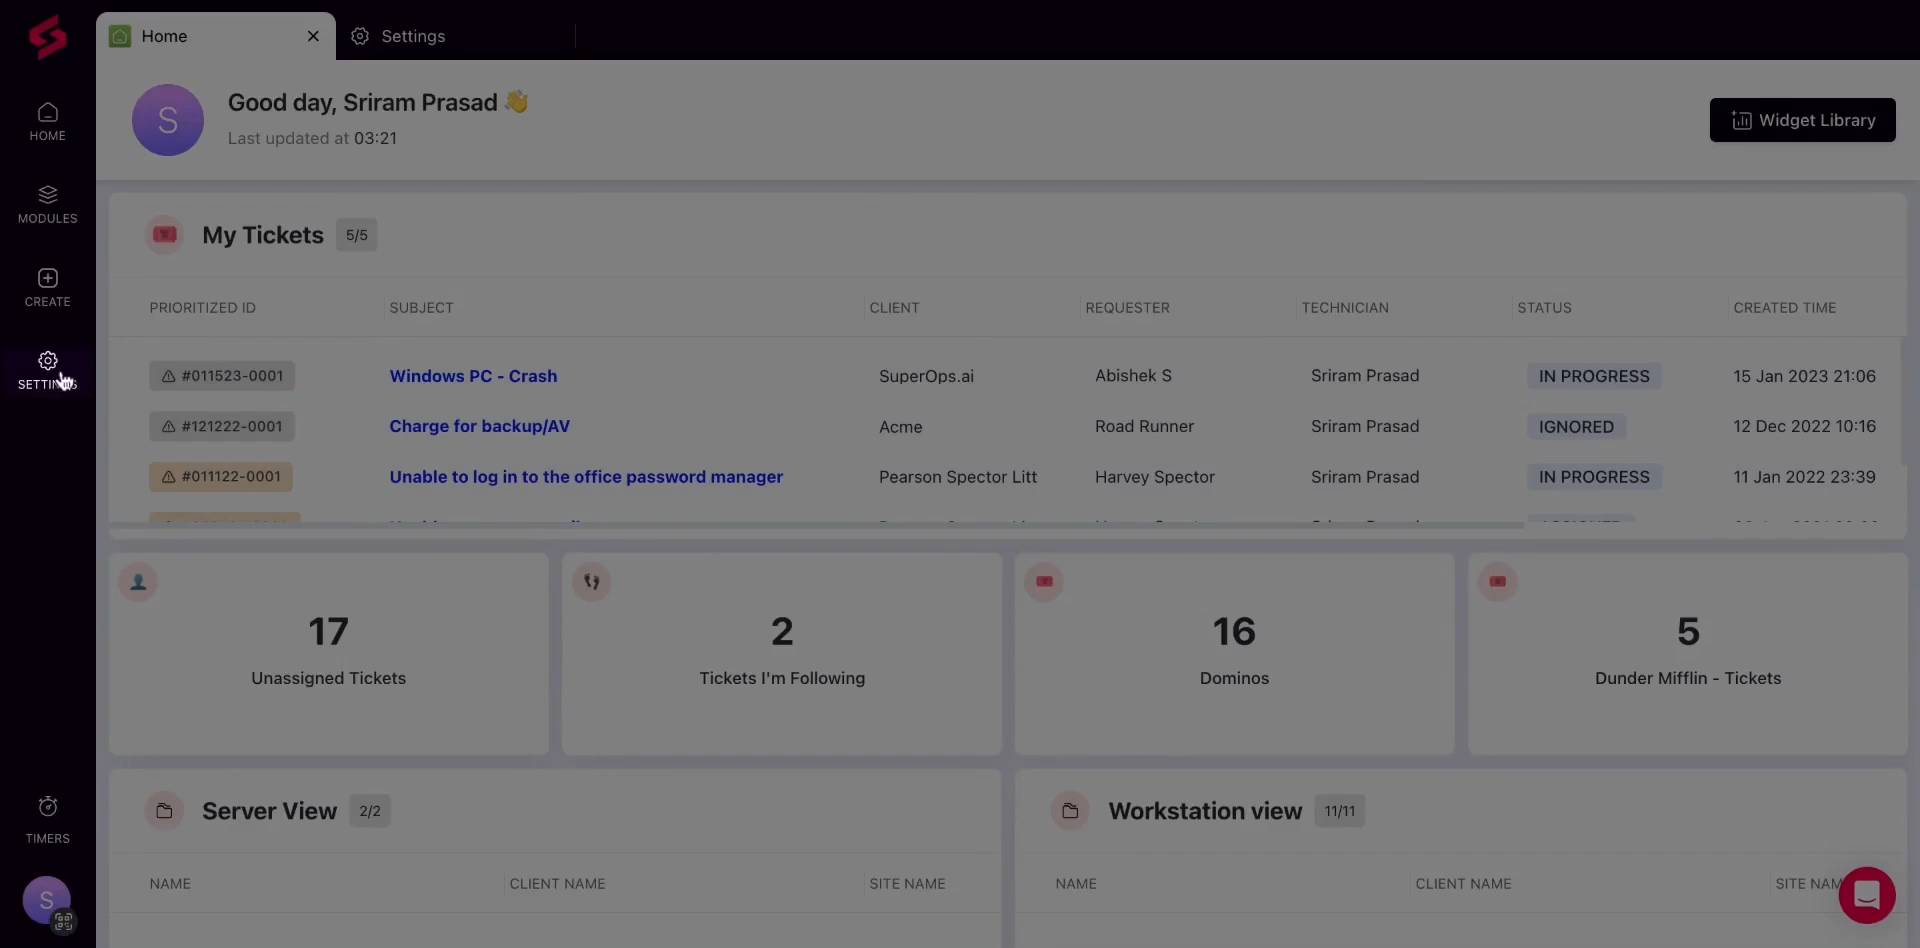 Home
Settings
Good day, Sriram Prasad 👋
Last updated at 03:21
Widget Library
HOME
MODULES
CREATE
SETTINGS
TIMERS
S
S
My Tickets 5/5
PRIORITIZED ID SUBJECT CLIENT REQUESTER TECHNICIAN STATUS CREATED TIME
#011523-0001 Windows PC - Crash SuperOps.ai Abishek S Sriram Prasad IN PROGRESS 15 Jan 2023 21:06
#121222-0001 Charge for backup/AV Acme Road Runner Sriram Prasad IGNORED 12 Dec 2022 10:16
#011122-0001 Unable to log in to the office password manager Pearson Spector Litt Harvey Spector Sriram Prasad IN PROGRESS 11 Jan 2022 23:39
17
Unassigned Tickets
2
Tickets I'm Following
16
Dominos
5
Dunder Mifflin - Tickets
Server View 2/2
NAME CLIENT NAME SITE NAME
Workstation view 11/11
NAME CLIENT NAME SITE